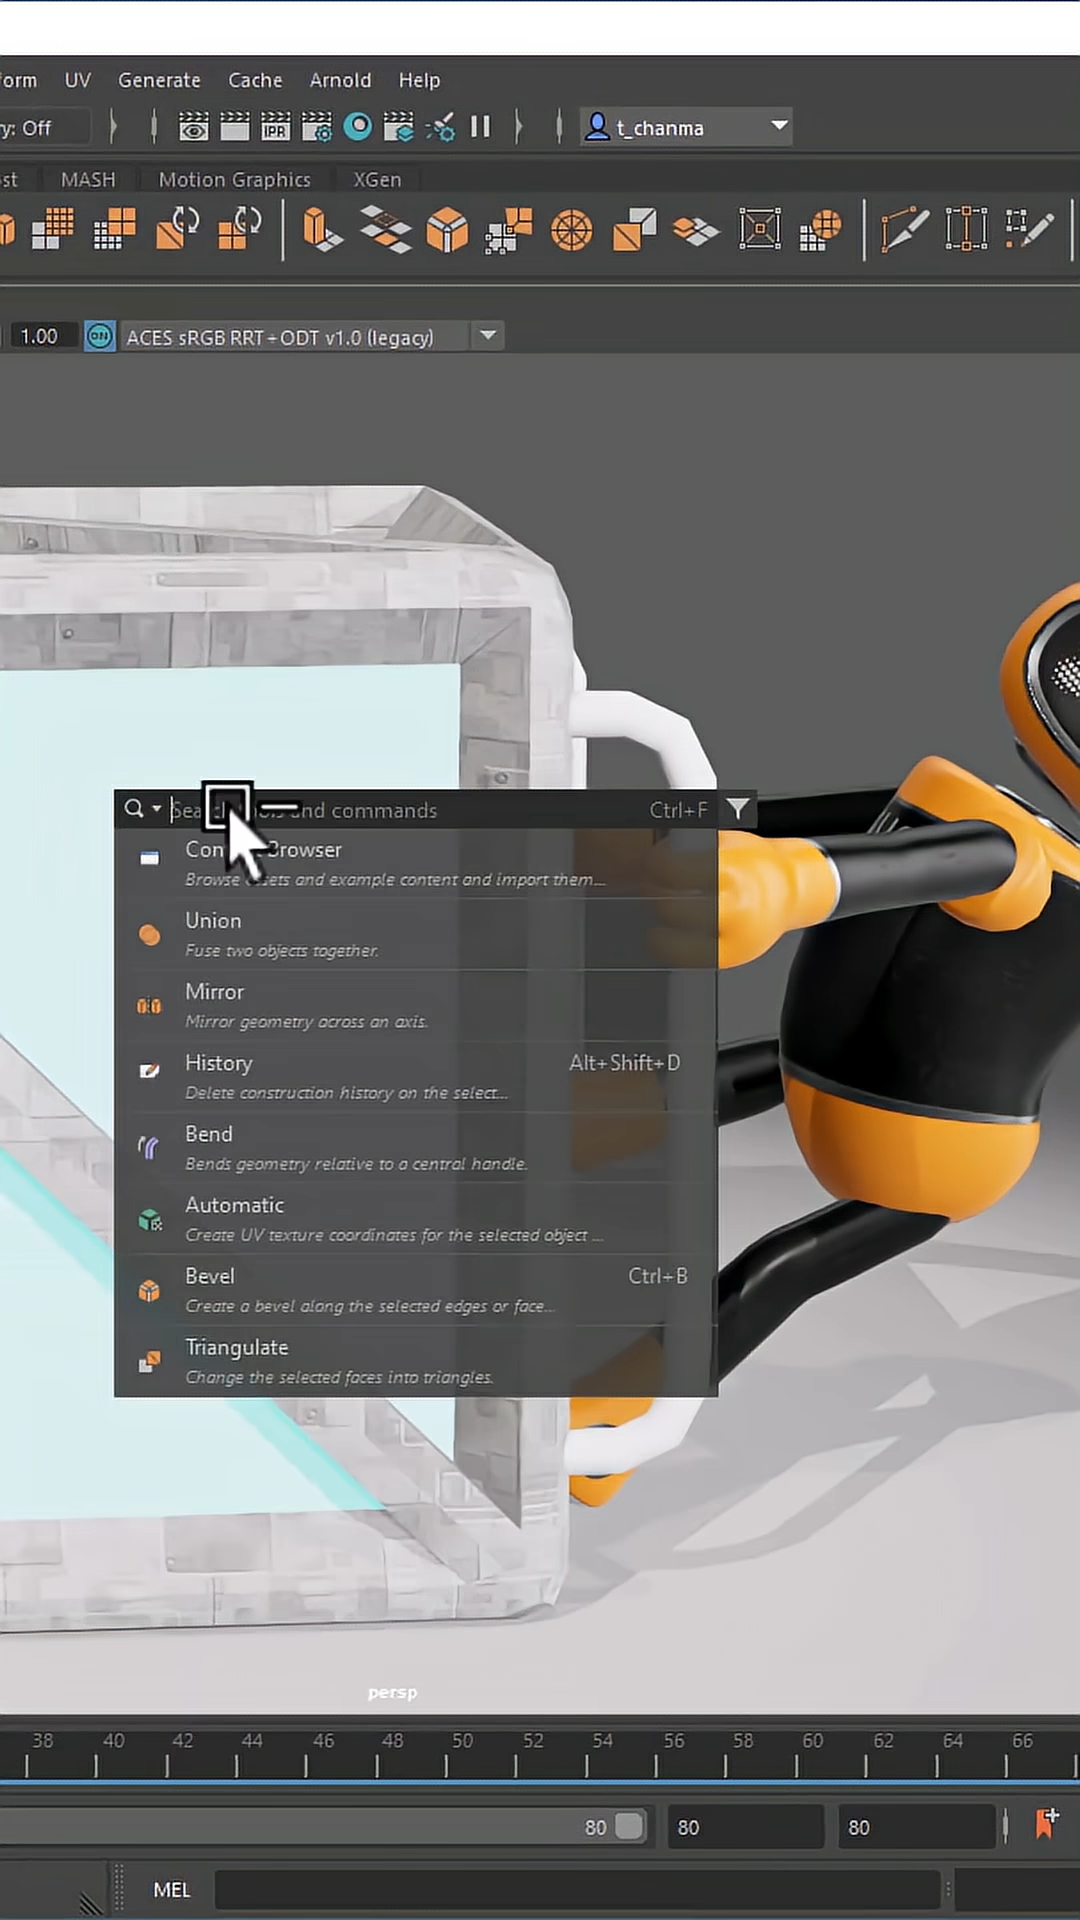 UV Generate Cache Arnold Help
y: Off
IPR
t_chanma
st MASH Motion Graphics XGen
1.00 ON ACES sRGB RRT+ODT v1.0 (legacy)
and commands Ctrl+F
Browser
Browse and example content and import them...
Union
Fuse two objects together.
Mirror
Mirror geometry across an axis.
History Alt+Shift+D
Delete construction history on the select...
Bend
Bends geometry relative to a central handle.
Automatic
Create UV texture coordinates for the selected object ...
Bevel Ctrl+B
Create a bevel along the selected edges or face...
Triangulate
Change the selected faces into triangles.
persp
38 40 42 44 46 48 50 52 54 56 58 60 62 64 66
80 80 80
MEL